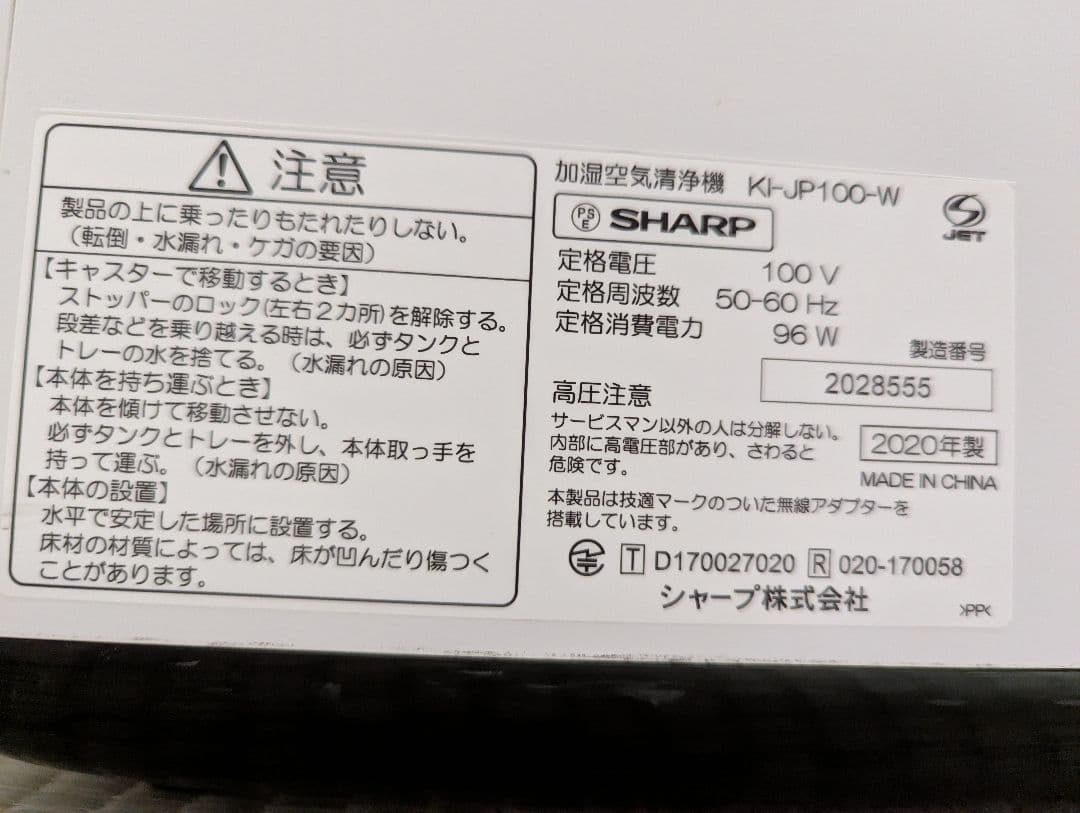 注意
製品の上に乗ったりもたれたりしない。
（転倒・水漏れ・ケガの要因）
【キャスターで移動するとき】
ストッパーのロック(左右2カ所)を解除する。
段差などを乗り越える時は、必ずタンクと
トレーの水を捨てる。（水漏れの原因）
【本体を持ち運ぶとき】
本体を傾けて移動させない。
必ずタンクとトレーを外し、本体取っ手を
持って運ぶ。（水漏れの原因）
【本体の設置】
水平で安定した場所に設置する。
床材の材質によっては、床が凹んだり傷つく
ことがあります。
加湿空気清浄機 KI-JP100-W
PSE SHARP
JET
定格電圧 100 V
定格周波数 50-60 Hz
定格消費電力 96 W
製造番号
2028555
高圧注意
サービスマン以外の人は分解しない。
内部に高電圧部があり、さわると
危険です。
2020年製
MADE IN CHINA
本製品は技適マークのついた無線アダプターを
搭載しています。
T D170027020 R 020-170058
シャープ株式会社
>PP<